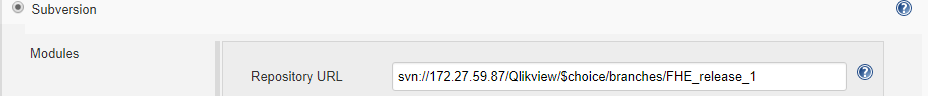 Subversion
Modules
Repository URL svn://172.27.59.87/Qlikview/$choice/branches/FHE_release_1